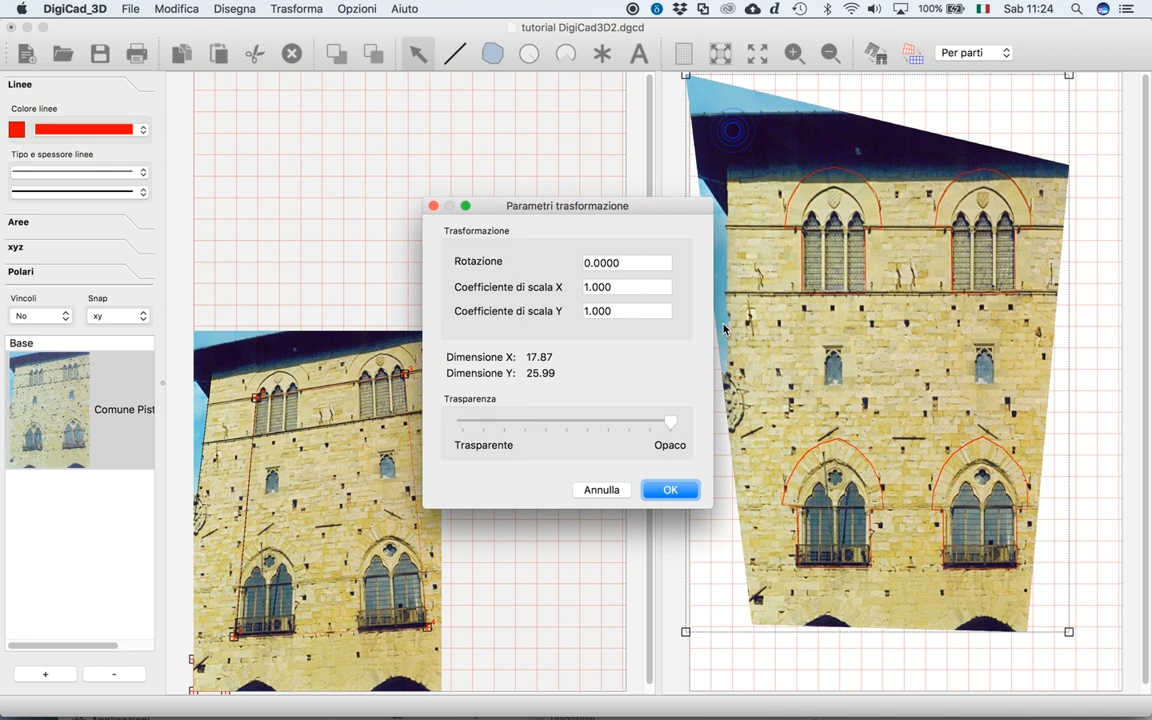 DigiCad_3D File Modifica Disegna Trasforma Opzioni Aiuto 100% Sab 11:24
tutorial DigiCad3D2.dgcd
Per parti
Linee
Colore linee
Tipo e spessore linee
Aree
xyz
Polari
Vincoli Snap
No xy
Base
Comune Pist
+ -
Parametri trasformazione
Trasformazione
Rotazione 0.0000
Coefficiente di scala X 1.000
Coefficiente di scala Y 1.000
Dimensione X: 17.87
Dimensione Y: 25.99
Trasparenza
Trasparente Opaco
Annulla OK